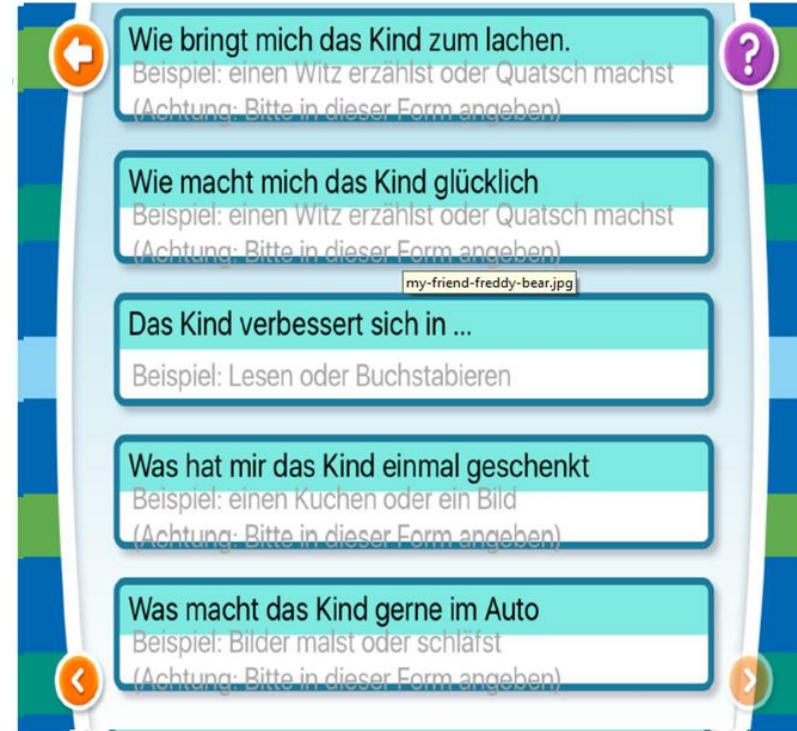 Wie bringt mich das Kind zum lachen.
?
Beispiel: einen Witz erzählst oder Quatsch machst
(Achtung: Bitte in dieser Form angeben)
Wie macht mich das Kind glücklich
Beispiel: einen Witz erzählst oder Quatsch machst
(Achtung: Bitte in dieser Form angeben)
my-friend-freddy-bear.jpg
Das Kind verbessert sich in ...
Beispiel: Lesen oder Buchstabieren
Was hat mir das Kind einmal geschenkt
Beispiel: einen Kuchen oder ein Bild
(Achtung: Bitte in dieser Form angeben)
Was macht das Kind gerne im Auto
Beispiel: Bilder malst oder schläfst
(Achtung: Bitte in dieser Form angeben)